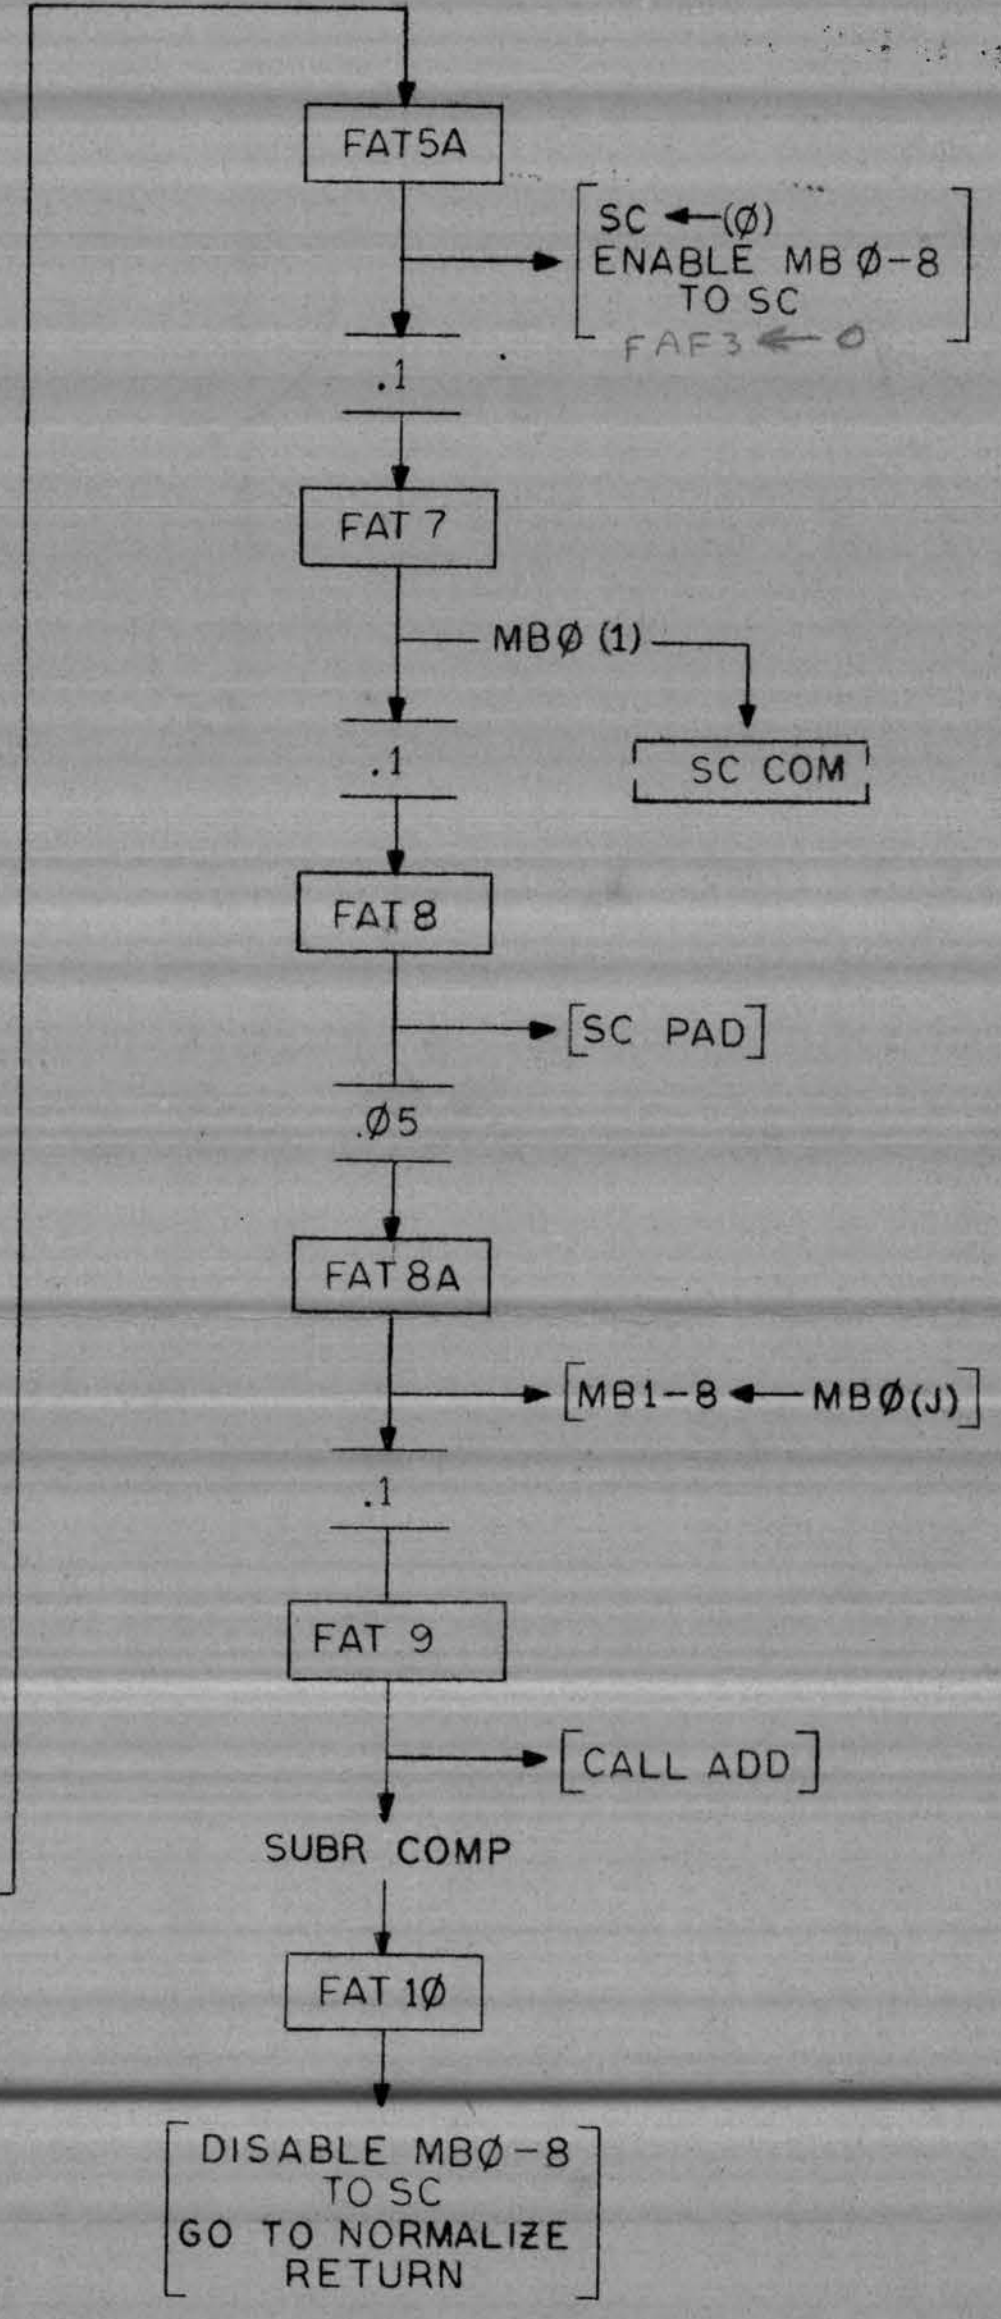 FAT5A
SC ←(Ø)
ENABLE MB Ø-8
TO SC
FAF3 ← 0
.1
FAT 7
MBØ (1)
.1
SC COM
FAT 8
[SC PAD]
.Ø5
FAT 8A
[MB1-8 ← MBØ(J)]
.1
FAT 9
[CALL ADD]
SUBR COMP
FAT 1Ø
DISABLE MBØ-8
TO SC
GO TO NORMALIZE
RETURN